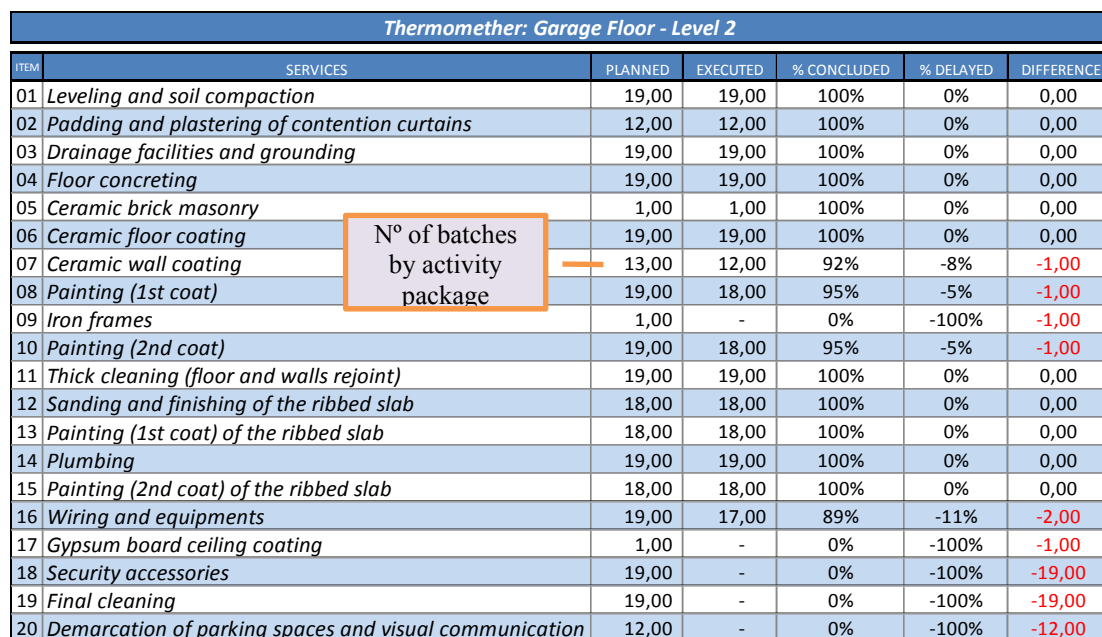 Thermomether: Garage Floor - Level 2
ITEM SERVICES PLANNED EXECUTED % CONCLUDED % DELAYED DIFFERENCE
01 Leveling and soil compaction 19,00 19,00 100% 0% 0,00
02 Padding and plastering of contention curtains 12,00 12,00 100% 0% 0,00
03 Drainage facilities and grounding 19,00 19,00 100% 0% 0,00
04 Floor concreting 19,00 19,00 100% 0% 0,00
05 Ceramic brick masonry 1,00 1,00 100% 0% 0,00
06 Ceramic floor coating 19,00 19,00 100% 0% 0,00
07 Ceramic wall coating 13,00 12,00 92% -8% -1,00
08 Painting (1st coat) 19,00 18,00 95% -5% -1,00
09 Iron frames 1,00 - 0% -100% -1,00
10 Painting (2nd coat) 19,00 18,00 95% -5% -1,00
11 Thick cleaning (floor and walls rejoint) 19,00 19,00 100% 0% 0,00
12 Sanding and finishing of the ribbed slab 18,00 18,00 100% 0% 0,00
13 Painting (1st coat) of the ribbed slab 18,00 18,00 100% 0% 0,00
14 Plumbing 19,00 19,00 100% 0% 0,00
15 Painting (2nd coat) of the ribbed slab 18,00 18,00 100% 0% 0,00
16 Wiring and equipments 19,00 17,00 89% -11% -2,00
17 Gypsum board ceiling coating 1,00 - 0% -100% -1,00
18 Security accessories 19,00 - 0% -100% -19,00
19 Final cleaning 19,00 - 0% -100% -19,00
20 Demarcation of parking spaces and visual communication 12,00 - 0% -100% -12,00
Nº of batches
by activity
package